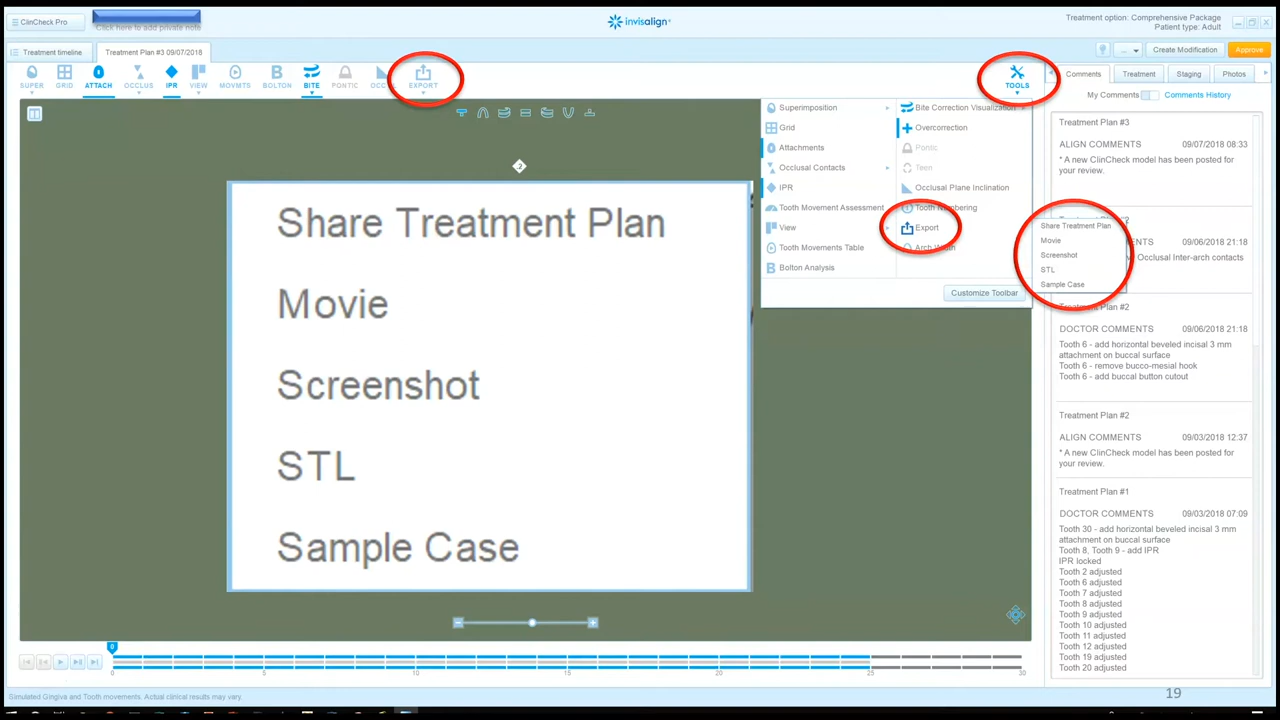 ClinCheck Pro
Click here to add private note
invisalign
Treatment option: Comprehensive Package
Patient type: Adult
Treatment timeline
Treatment Plan #3 09/07/2018
... Create Modification Approve
SUPER GRID ATTACH OCCLUS IPR VIEW MOVMTS BOLTON BITE PONTIC OCC EXPORT TOOLS
Comments Treatment Staging Photos
My Comments Comments History
2
Share Treatment Plan
Movie
Screenshot
STL
Sample Case
Superimposition
Grid
Attachments
Occlusal Contacts
IPR
Tooth Movement Assessment
View
Tooth Movements Table
Bolton Analysis
Bite Correction Visualization
Overcorrection
Pontic
Teen
Occlusal Plane Inclination
Tooth Numbering
Export
Arch Width
Customize Toolbar
Share Treatment Plan
Movie
Screenshot
STL
Sample Case
Treatment Plan #3
ALIGN COMMENTS 09/07/2018 08:33
* A new ClinCheck model has been posted for
your review.
09/06/2018 21:18
Occlusal Inter-arch contacts
Treatment Plan #2
DOCTOR COMMENTS 09/06/2018 21:18
Tooth 6 - add horizontal beveled incisal 3 mm
attachment on buccal surface
Tooth 6 - remove bucco-mesial hook
Tooth 6 - add buccal button cutout
Treatment Plan #2
ALIGN COMMENTS 09/03/2018 12:37
* A new ClinCheck model has been posted for
your review.
Treatment Plan #1
DOCTOR COMMENTS 09/03/2018 07:09
Tooth 30 - add horizontal beveled incisal 3 mm
attachment on buccal surface
Tooth 8, Tooth 9 - add IPR
IPR locked
Tooth 2 adjusted
Tooth 6 adjusted
Tooth 7 adjusted
Tooth 8 adjusted
Tooth 9 adjusted
Tooth 10 adjusted
Tooth 11 adjusted
Tooth 12 adjusted
Tooth 19 adjusted
Tooth 20 adjusted
0
0 5 10 15 20 25 30
Simulated Gingiva and Tooth movements. Actual clinical results may vary.
19